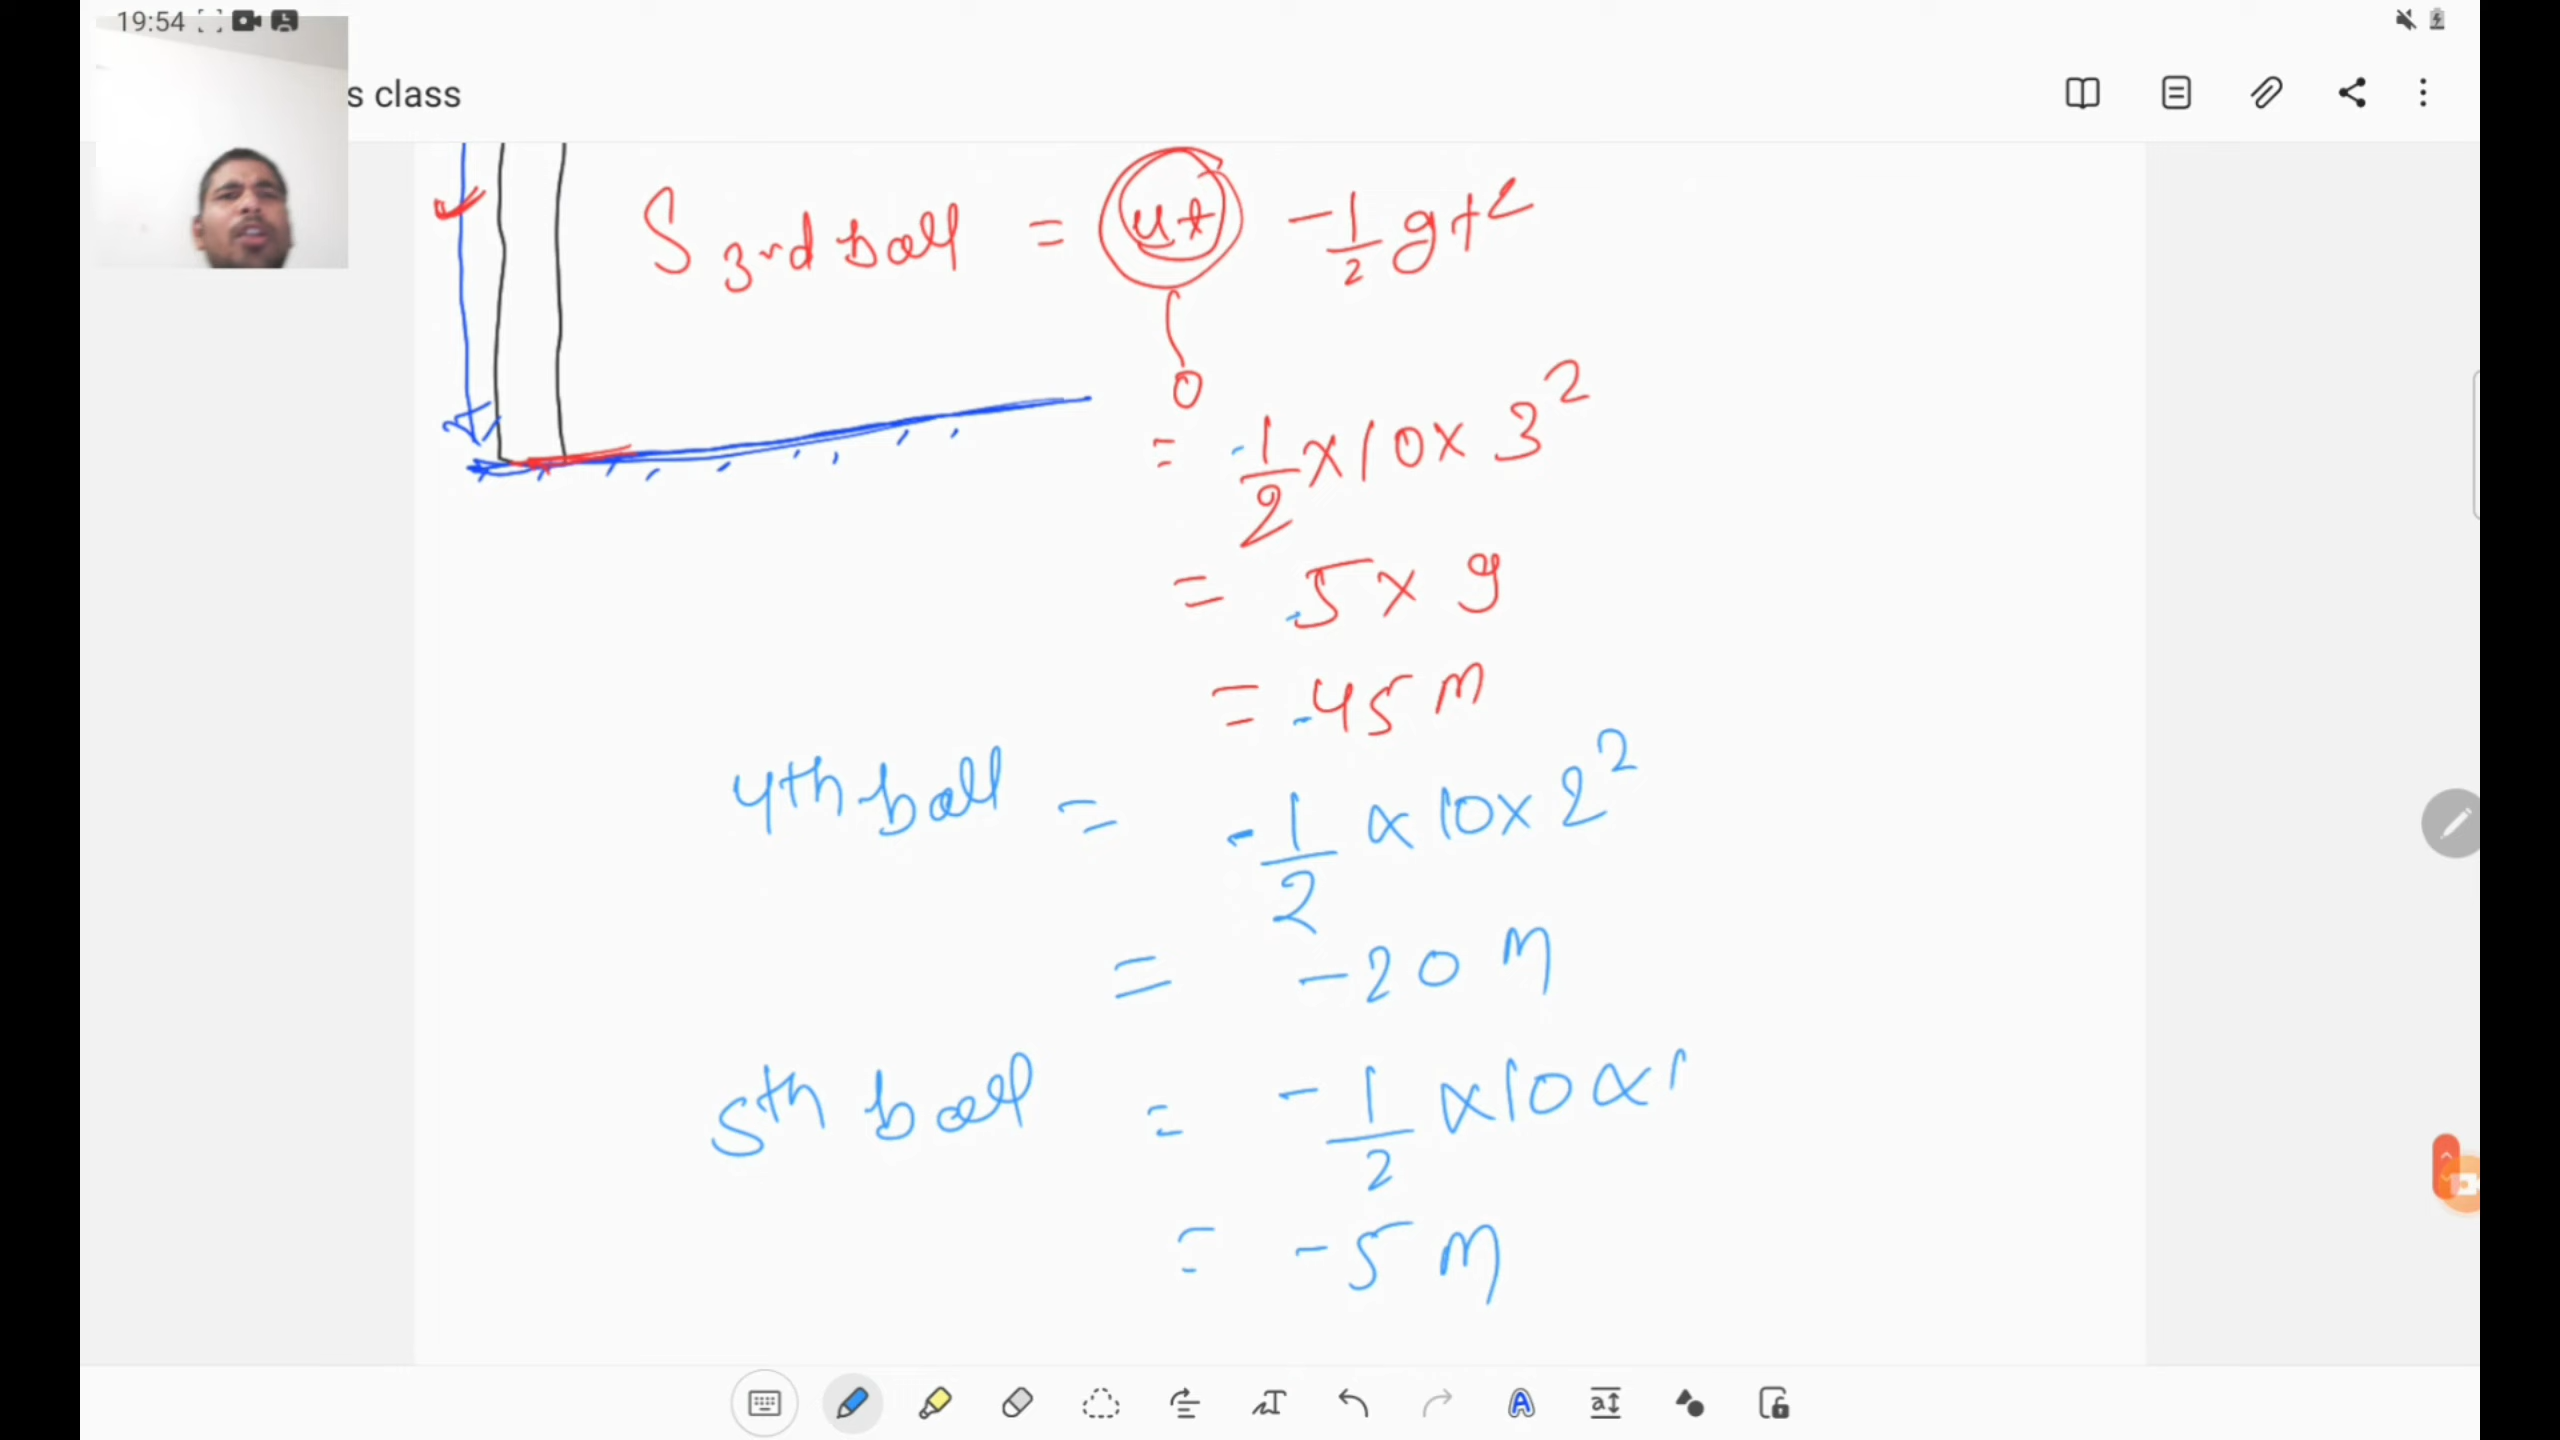 19:54
s class
S 3rd ball = ut - 1/2 gt²
0
= - 1/2 x 10 x 3²
= -5 x 9
= -45 m
4th ball = - 1/2 x 10 x 2²
= -20 m
5th ball = - 1/2 x 10 x 1
= -5 m